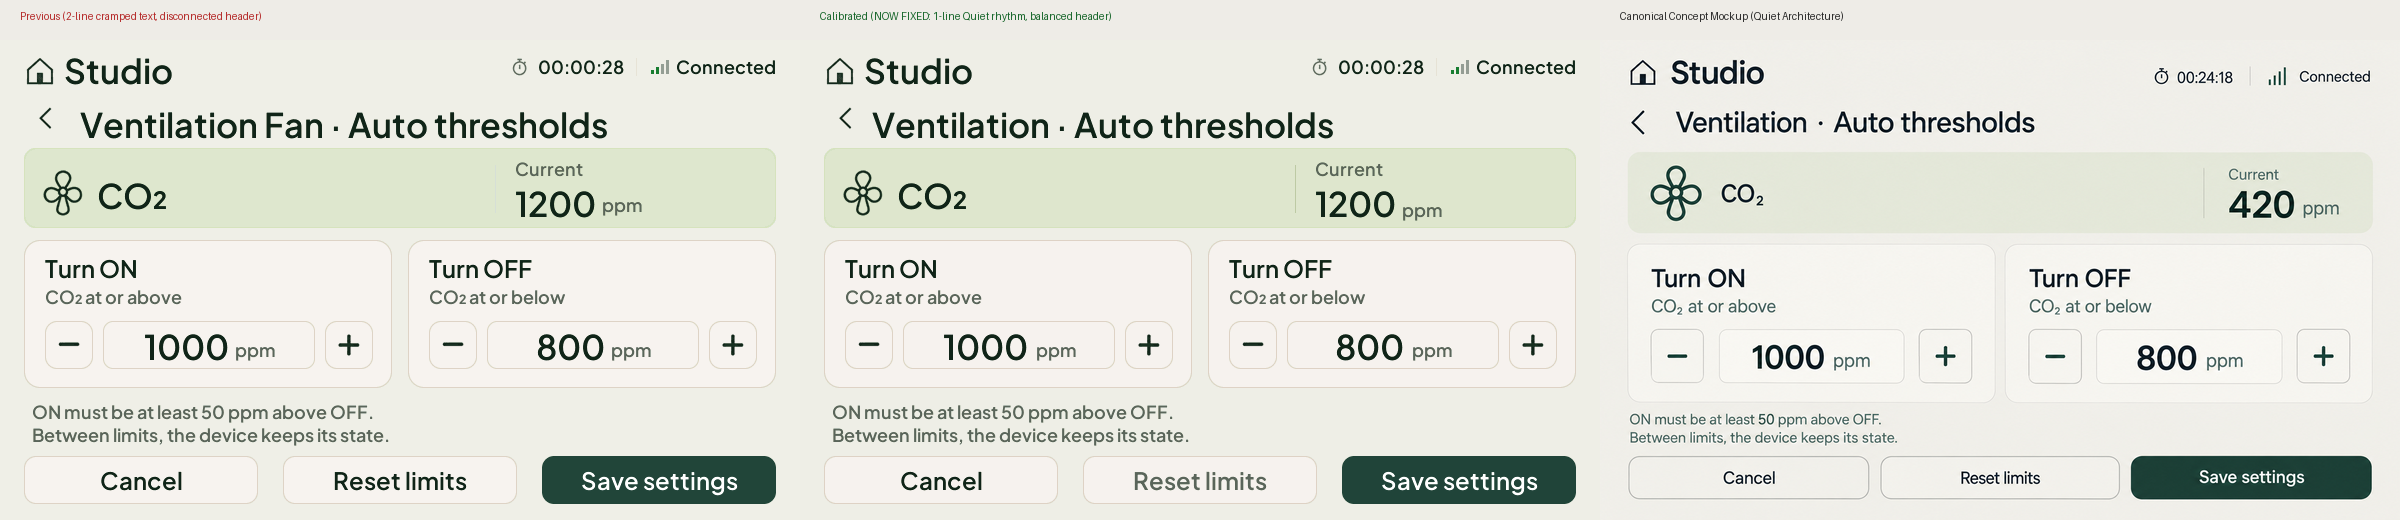 Previous (2-line cramped text, disconnected header)
Studio
00:00:28
Connected
Ventilation Fan · Auto thresholds
CO₂
Current
1200 ppm
Turn ON
CO₂ at or above
1000 ppm
Turn OFF
CO₂ at or below
800 ppm
ON must be at least 50 ppm above OFF.
Between limits, the device keeps its state.
Cancel
Reset limits
Save settings
Calibrated (NOW FIXED: 1-line Quiet rhythm, balanced header)
Studio
00:00:28
Connected
Ventilation · Auto thresholds
CO₂
Current
1200 ppm
Turn ON
CO₂ at or above
1000 ppm
Turn OFF
CO₂ at or below
800 ppm
ON must be at least 50 ppm above OFF.
Between limits, the device keeps its state.
Cancel
Reset limits
Save settings
Canonical Concept Mockup (Quiet Architecture)
Studio
00:24:18
Connected
Ventilation · Auto thresholds
CO₂
Current
420 ppm
Turn ON
CO₂ at or above
1000 ppm
Turn OFF
CO₂ at or below
800 ppm
ON must be at least 50 ppm above OFF.
Between limits, the device keeps its state.
Cancel
Reset limits
Save settings